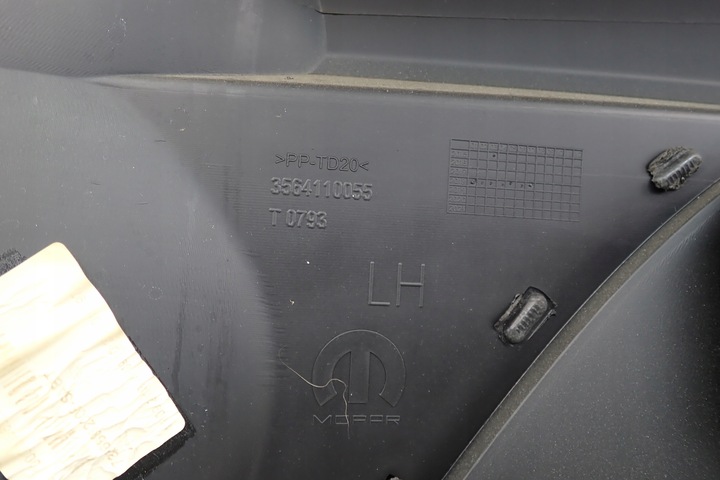 >PP-TD20<
3564110055
T 0793
LH
MOPAR